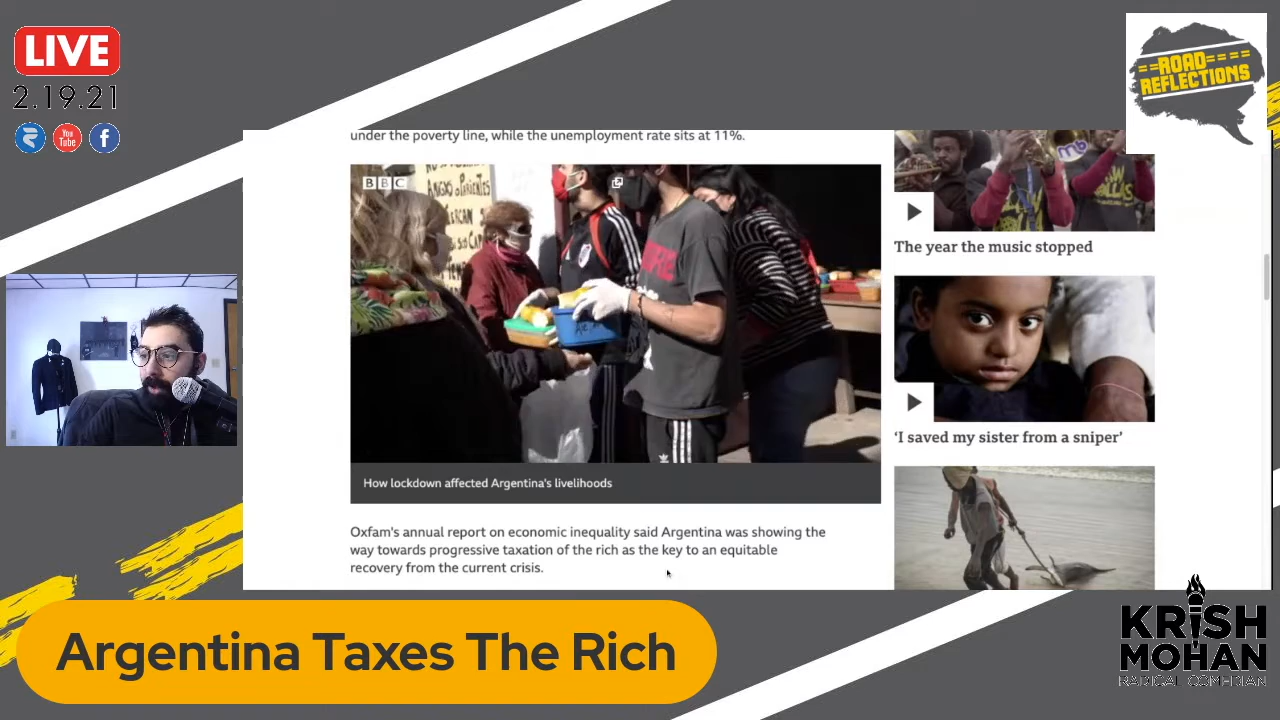 LIVE
2.19.21
You
Tube
ROAD
REFLECTIONS
under the poverty line, while the unemployment rate sits at 11%.
BBC
How lockdown affected Argentina's livelihoods
Oxfam's annual report on economic inequality said Argentina was showing the
way towards progressive taxation of the rich as the key to an equitable
recovery from the current crisis.
The year the music stopped
'I saved my sister from a sniper'
Argentina Taxes The Rich
KRISH
MOHAN
RADICAL COMEDIAN